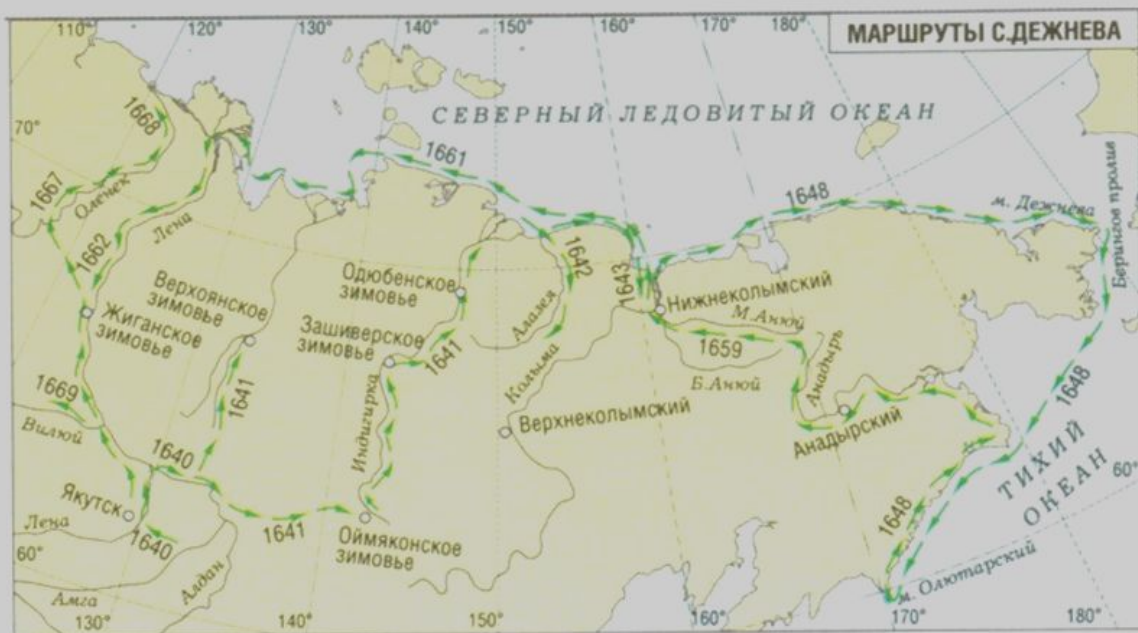 МАРШРУТЫ С.ДЕЖНЕВА
110°
120°
130°
140°
150°
160°
170°
180°
СЕВЕРНЫЙ ЛЕДОВИТЫЙ ОКЕАН
70°
1668
1661
1648
м. Дежнева
Берингов пролив
1667
Оленек
1662
Лена
1642
1643
Одюбенское
зимовье
Верхоянское
зимовье
Жиганское
зимовье
Зашиверское
зимовье
1641
Алазея
Нижнеколымский
М.Анюй
1659
Б.Анюй
Анадырь
1648
1641
Колыма
Индигирка
Верхнеколымский
Анадырский
1669
Вилюй
1640
ТИХИЙ
ОКЕАН
60°
Якутск
Лена
1640
1641
Оймяконское
зимовье
1648
м. Олюторский
60°
Алдан
Амга
130°
140°
150°
160°
170°
180°